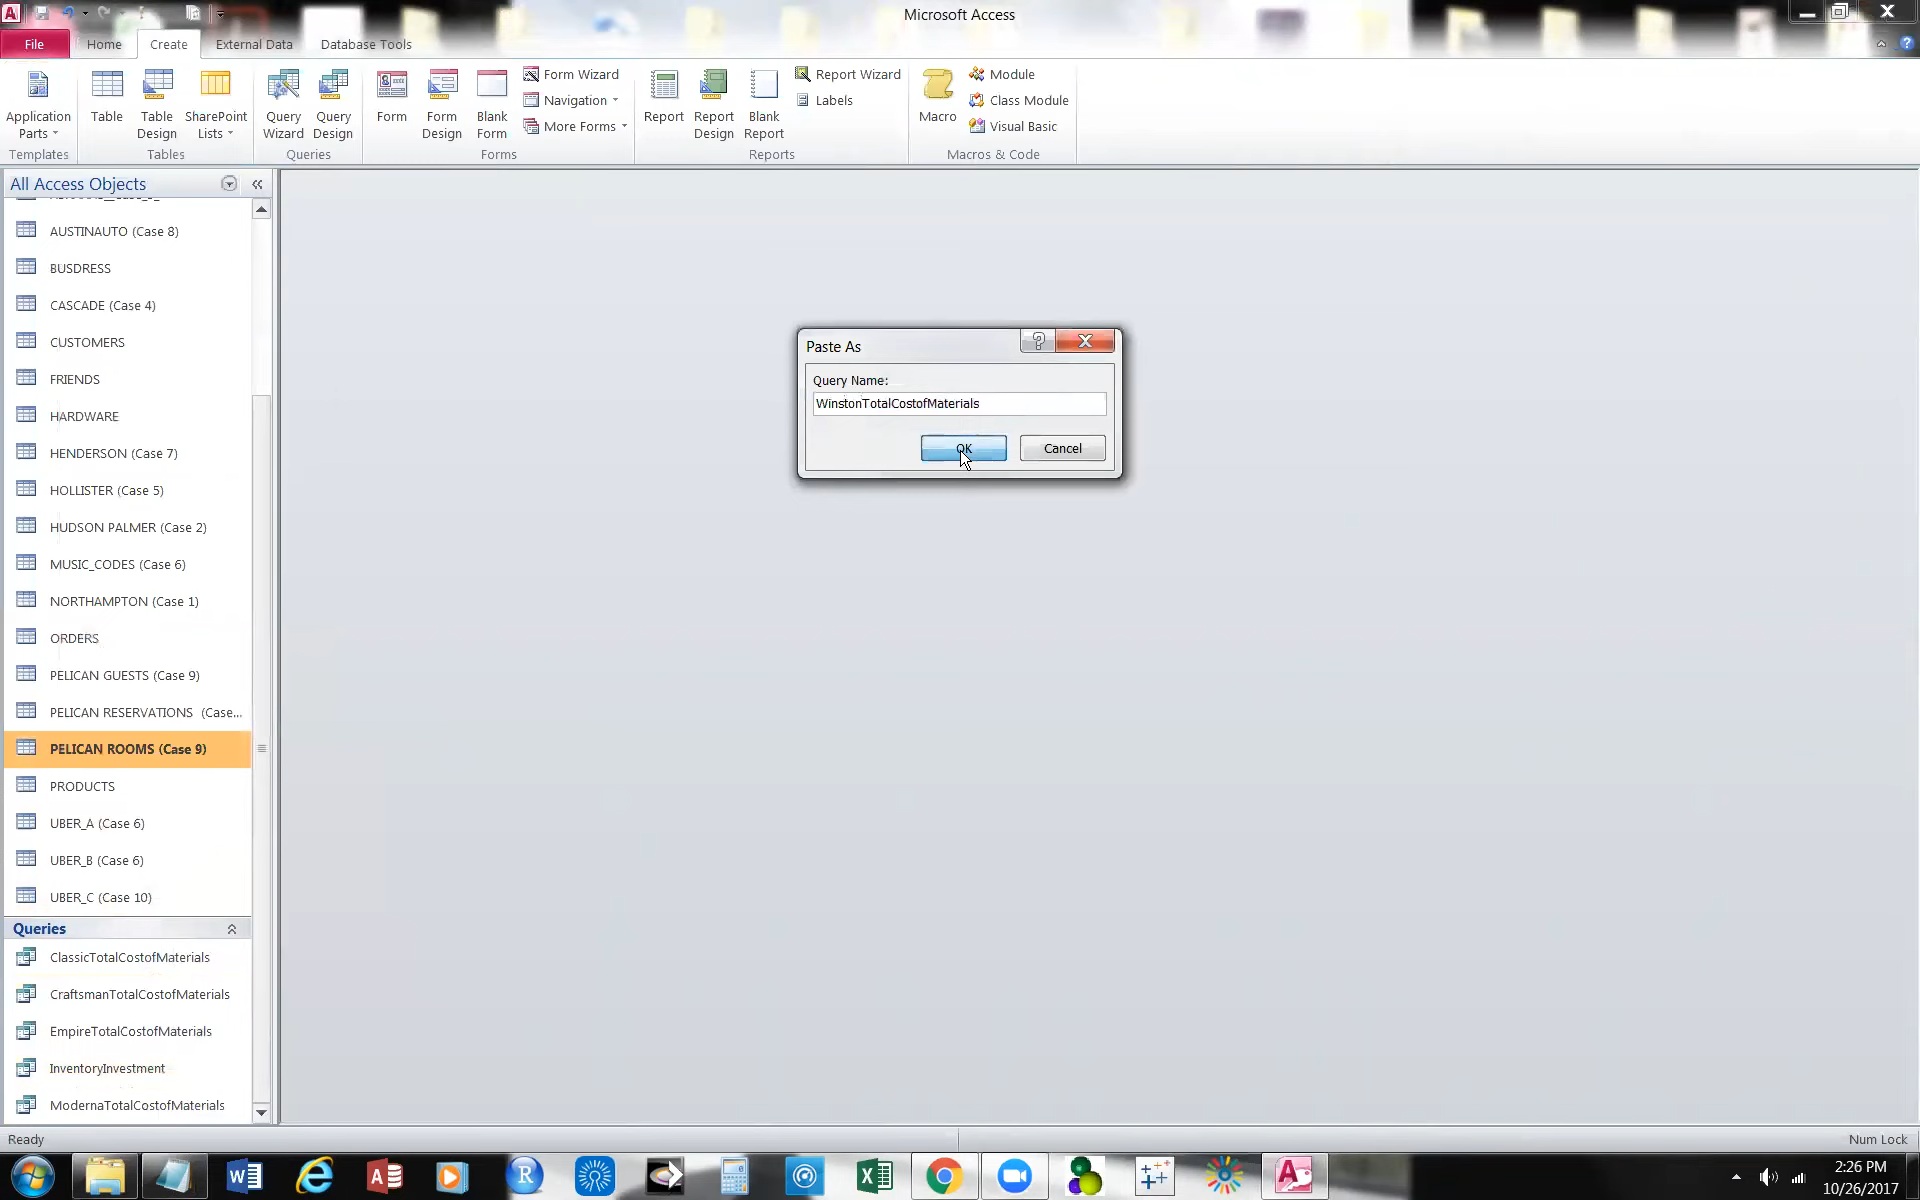 Microsoft Access
File Home Create External Data Database Tools
Application Parts
Table
Table Design
SharePoint Lists
Query Wizard
Query Design
Form
Form Design
Blank Form
Form Wizard
Navigation
More Forms
Report
Report Design
Blank Report
Report Wizard
Labels
Macro
Module
Class Module
Visual Basic
Templates Tables Queries Forms Reports Macros & Code
All Access Objects
AUSTINAUTO (Case 8)
BUSDRESS
CASCADE (Case 4)
CUSTOMERS
FRIENDS
HARDWARE
HENDERSON (Case 7)
HOLLISTER (Case 5)
HUDSON PALMER (Case 2)
MUSIC_CODES (Case 6)
NORTHAMPTON (Case 1)
ORDERS
PELICAN GUESTS (Case 9)
PELICAN RESERVATIONS (Case...
PELICAN ROOMS (Case 9)
PRODUCTS
UBER_A (Case 6)
UBER_B (Case 6)
UBER_C (Case 10)
Queries
ClassicTotalCostofMaterials
CraftsmanTotalCostofMaterials
EmpireTotalCostofMaterials
InventoryInvestment
ModernaTotalCostofMaterials
Paste As
Query Name:
WinstonTotalCostofMaterials
OK Cancel
Ready Num Lock
2:26 PM
10/26/2017